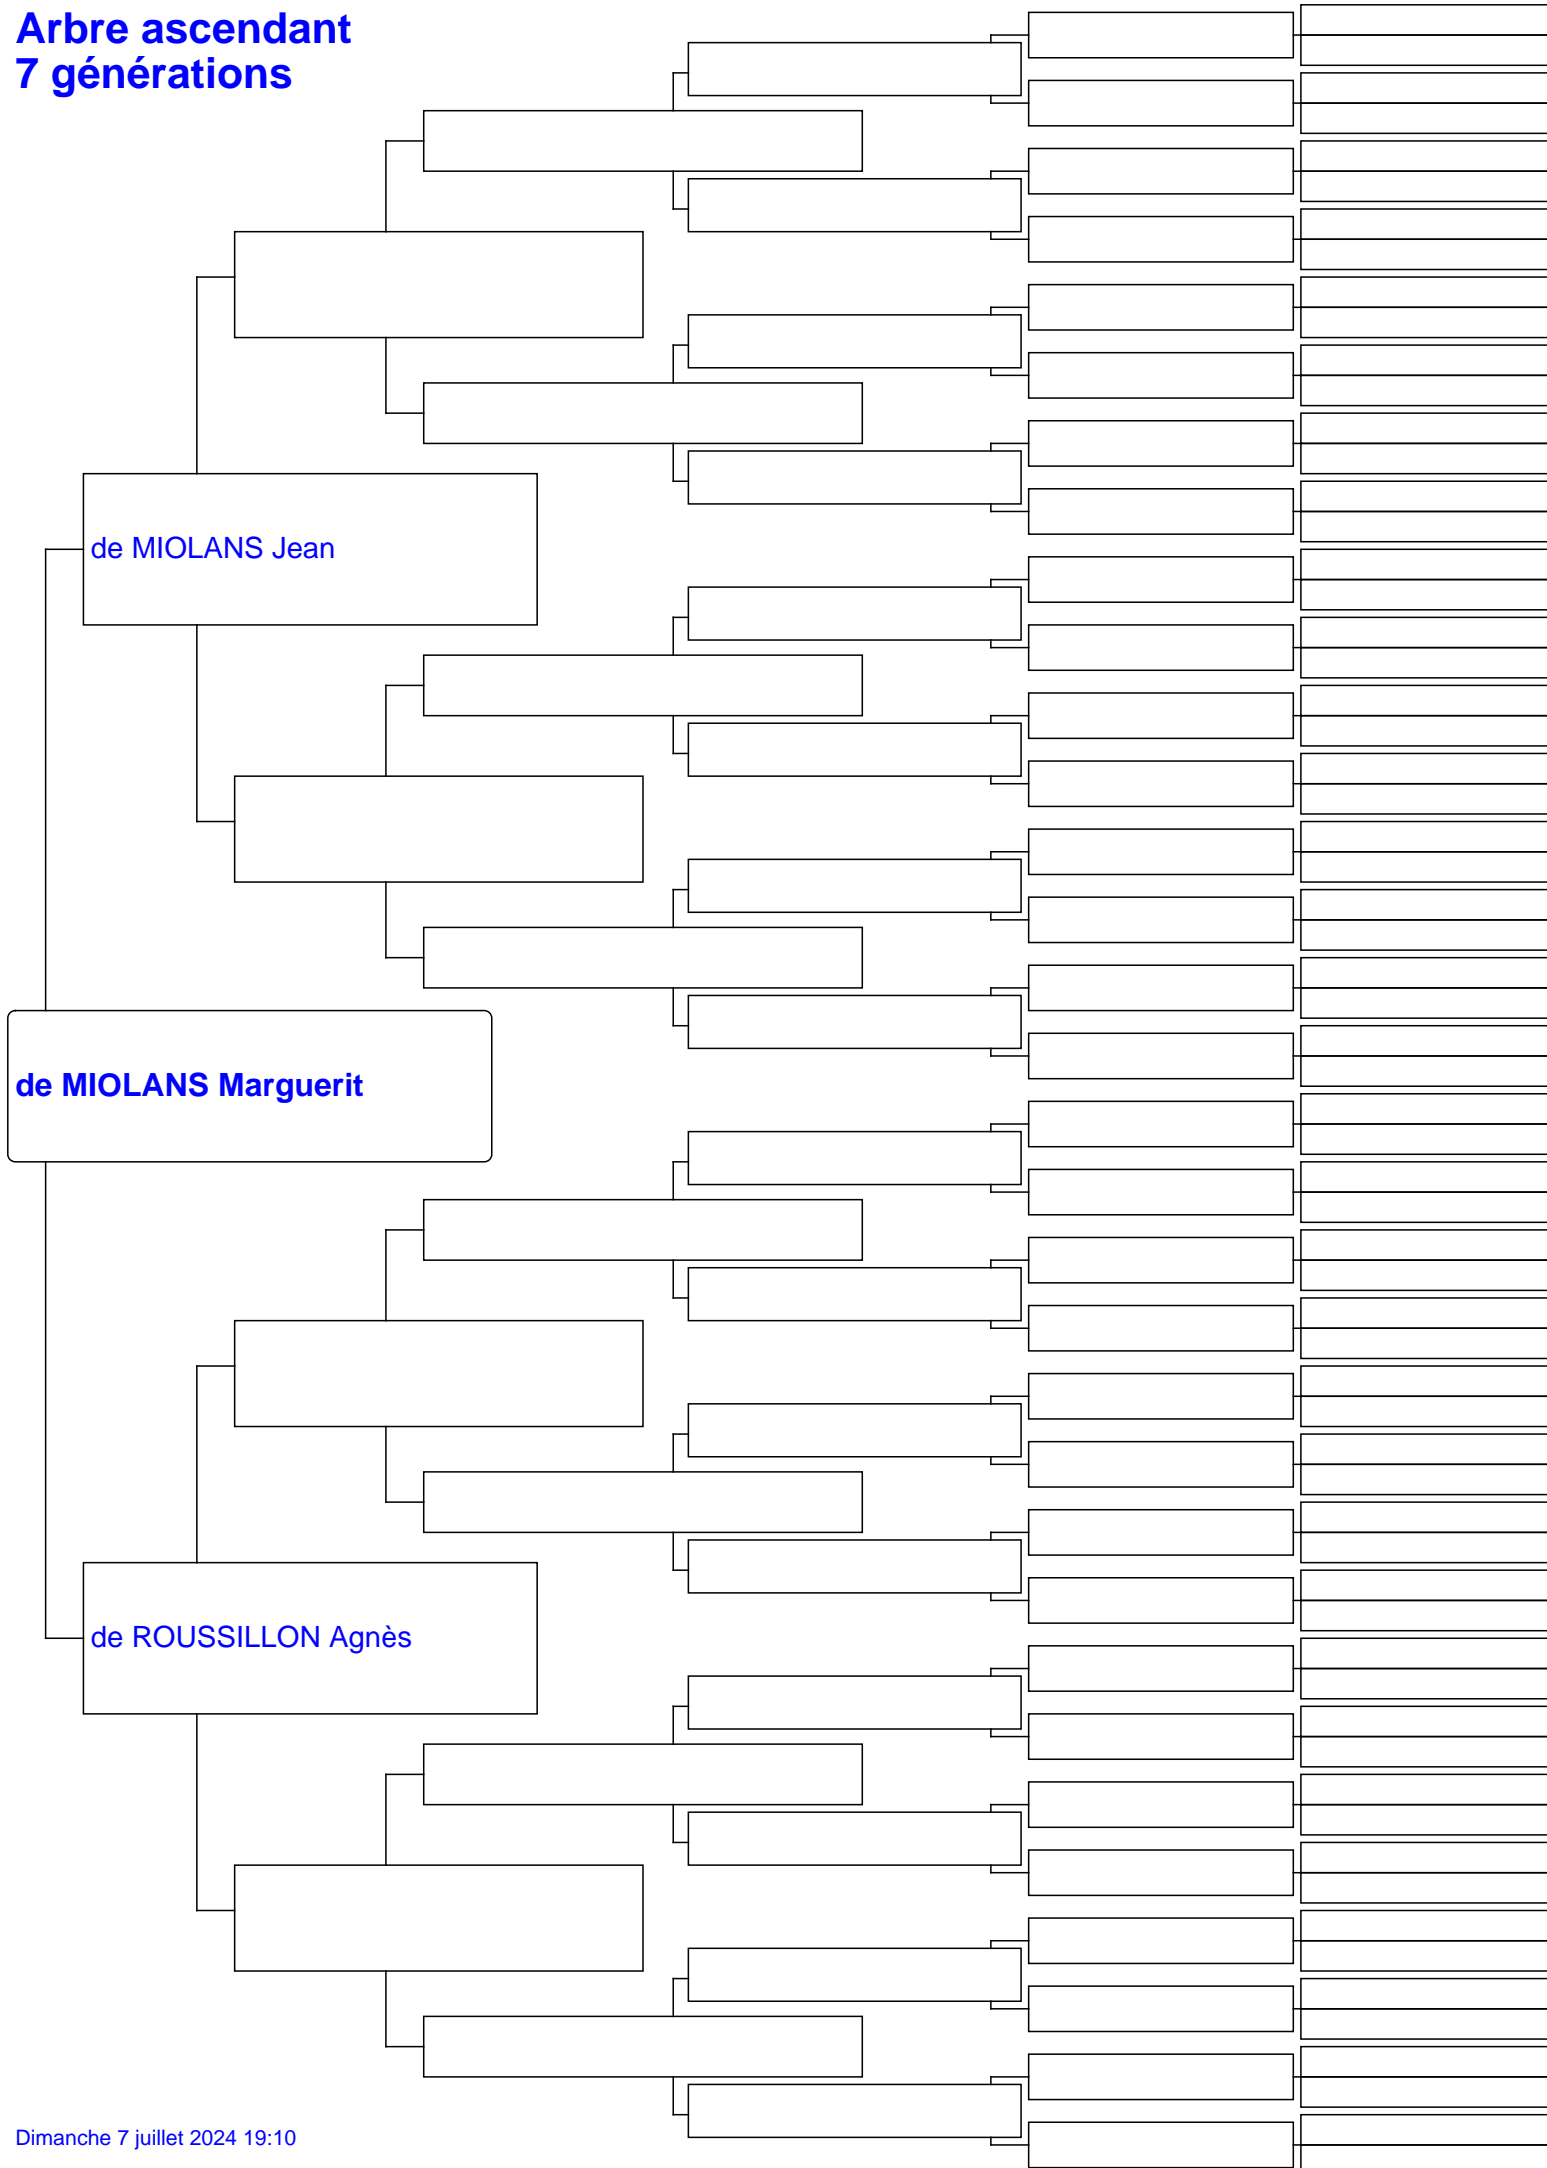 Arbre ascendant
7 générations
de MIOLANS Jean
de MIOLANS Marguerit
de ROUSSILLON Agnès
Dimanche 7 juillet 2024 19:10